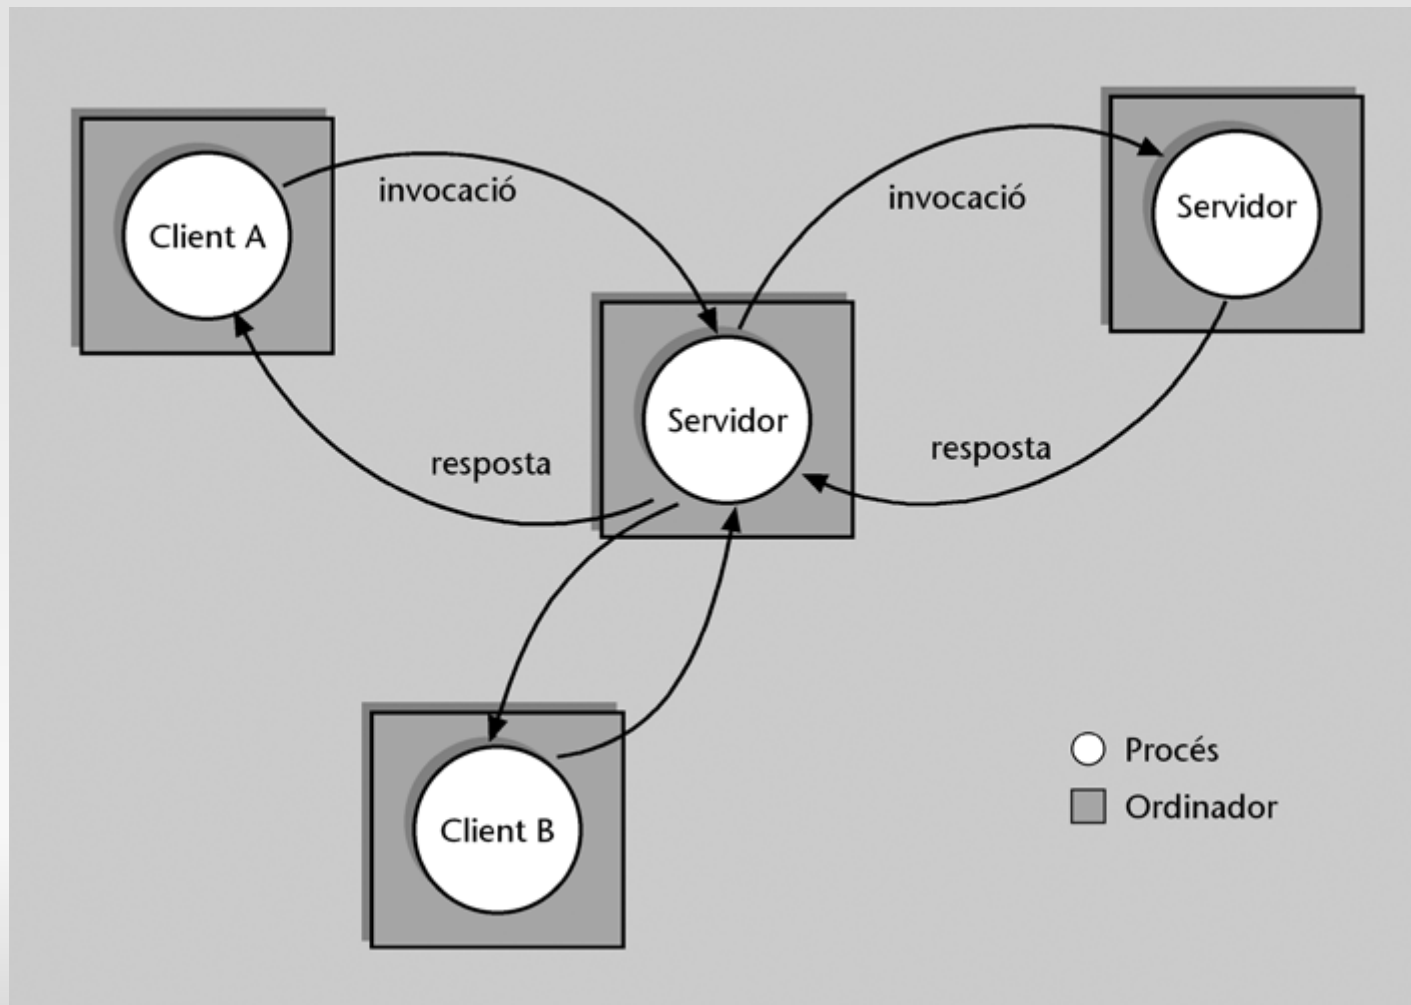 Client A
invocació
invocació
Servidor
Servidor
resposta
resposta
Client B
Procés
Ordinador